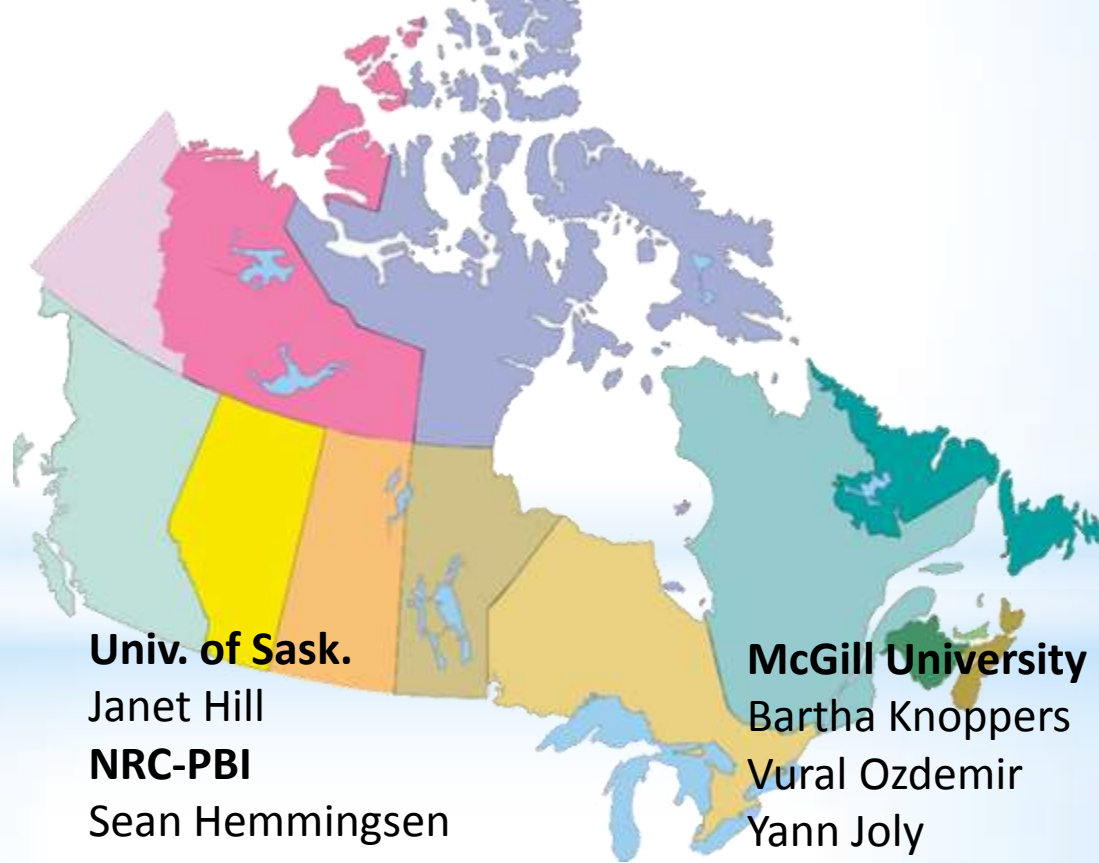 Univ. of Sask.
Janet Hill
NRC-PBI
Sean Hemmingsen
McGill University
Bartha Knoppers
Vural Ozdemir
Yann Joly